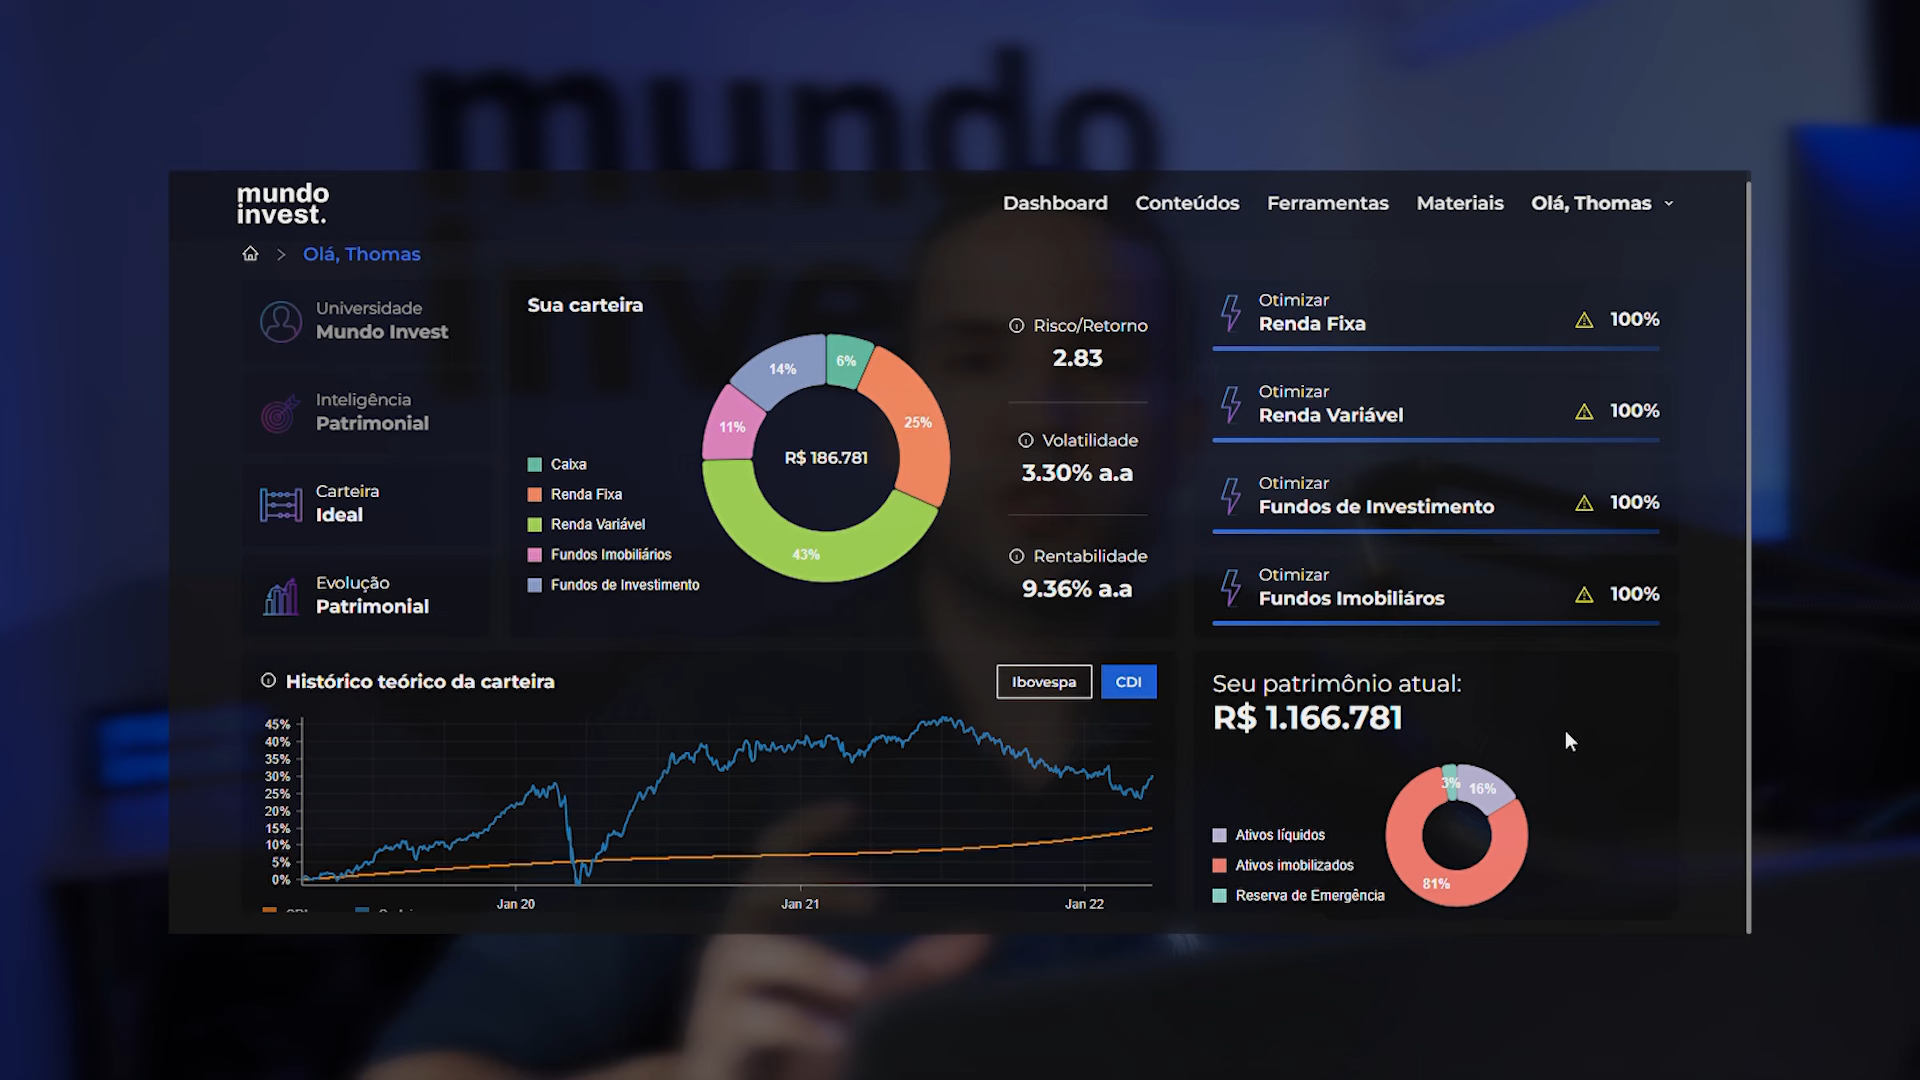 mundo
mundo
invest.
Dashboard
Conteúdos
Ferramentas
Materiais
Olá, Thomas
> Olá, Thomas
Universidade
Mundo Invest
Inteligência
Patrimonial
Carteira
Ideal
Evolução
Patrimonial
Sua carteira
Caixa
Renda Fixa
Renda Variável
Fundos Imobiliários
Fundos de Investimento
6%
25%
43%
11%
14%
R$ 186.781
Risco/Retorno
2.83
Volatilidade
3.30% a.a
Rentabilidade
9.36% a.a
Otimizar
Renda Fixa
100%
Otimizar
Renda Variável
100%
Otimizar
Fundos de Investimento
100%
Otimizar
Fundos Imobiliáros
100%
Histórico teórico da carteira
Ibovespa
CDI
45%
40%
35%
30%
25%
20%
15%
10%
5%
0%
Jan 20
Jan 21
Jan 22
Seu patrimônio atual:
R$ 1.166.781
Ativos líquidos
Ativos imobilizados
Reserva de Emergência
3%
16%
81%